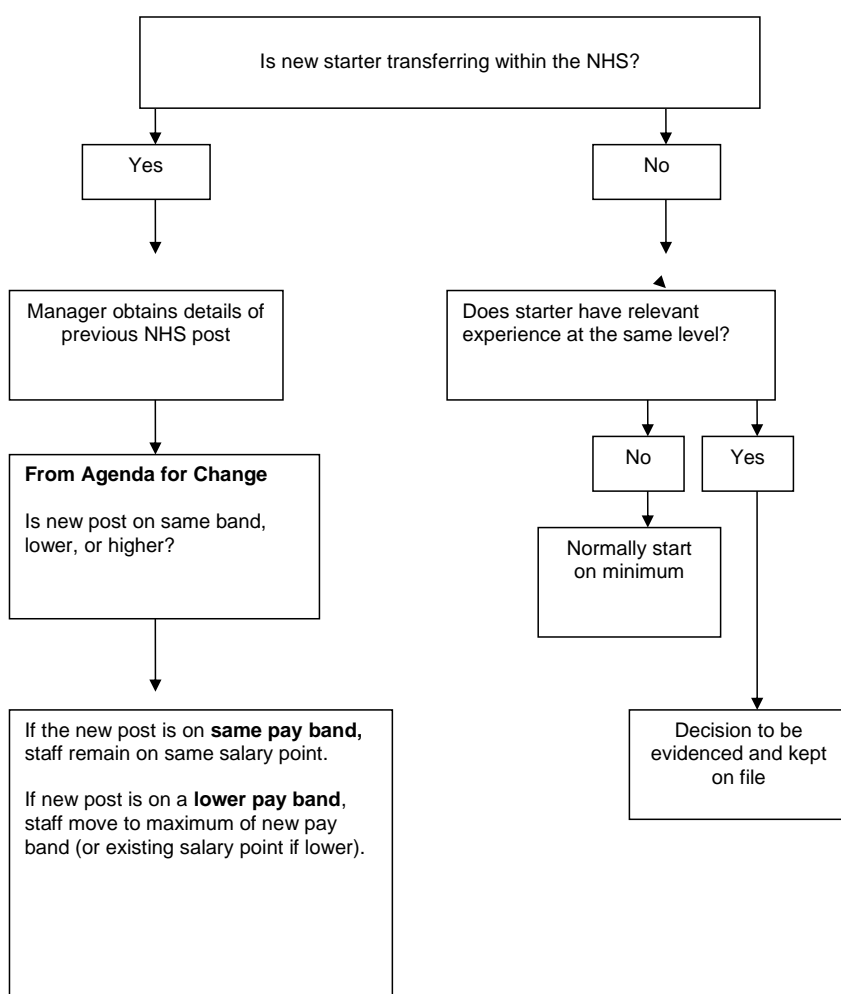 Is new starter transferring within the NHS?
Yes
No
Manager obtains details of
previous NHS post
Does starter have relevant
experience at the same level?
From Agenda for Change
Is new post on same band,
lower, or higher?
No
Yes
Normally start
on minimum
If the new post is on same pay band,
staff remain on same salary point.
If new post is on a lower pay band,
staff move to maximum of new pay
band (or existing salary point if lower).
Decision to be
evidenced and kept
on file